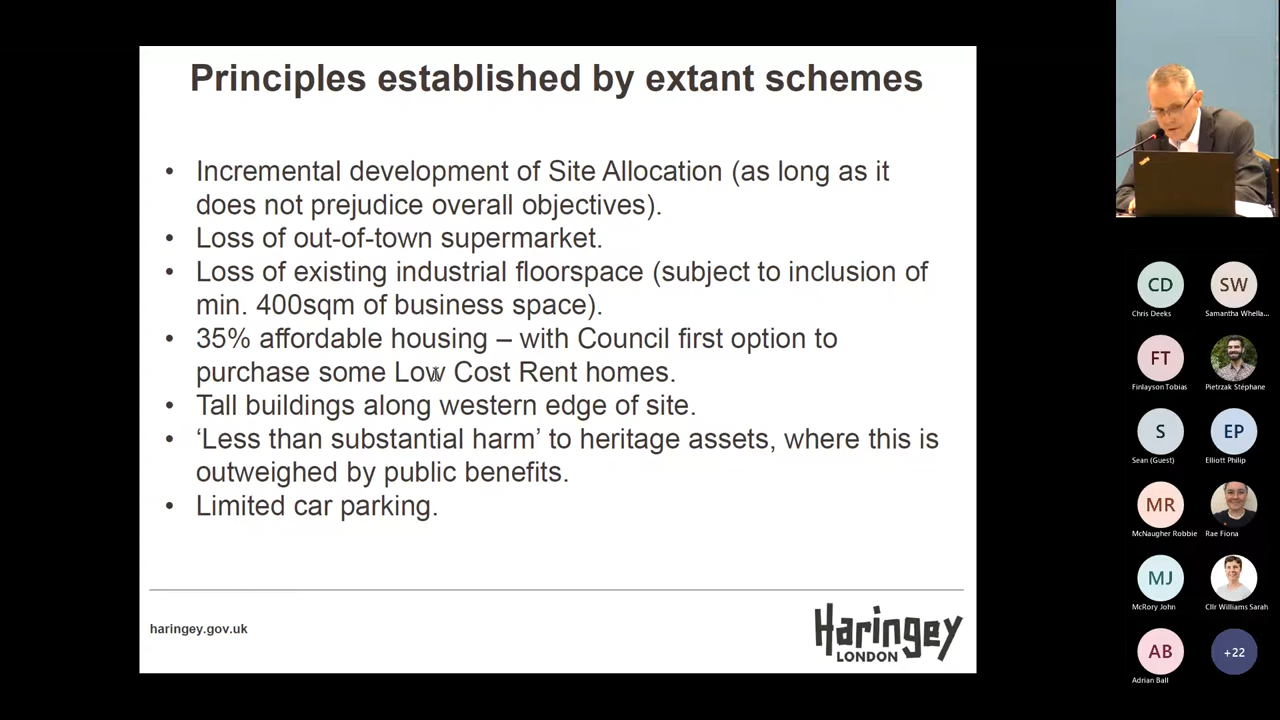 Principles established by extant schemes
• Incremental development of Site Allocation (as long as it
does not prejudice overall objectives).
• Loss of out-of-town supermarket.
• Loss of existing industrial floorspace (subject to inclusion of
min. 400sqm of business space).
• 35% affordable housing – with Council first option to
purchase some Low Cost Rent homes.
• Tall buildings along western edge of site.
• ‘Less than substantial harm’ to heritage assets, where this is
outweighed by public benefits.
• Limited car parking.
haringey.gov.uk
Haringey
LONDON
CD
SW
Chris Deeks
Samantha Whella...
FT
Finlayson Tobias
Pietrzak Stéphane
S
EP
Sean (Guest)
Elliott Philip
MR
McNaugher Robbie
Rae Fiona
MJ
McRory John
Cllr Williams Sarah
AB
+22
Adrian Ball